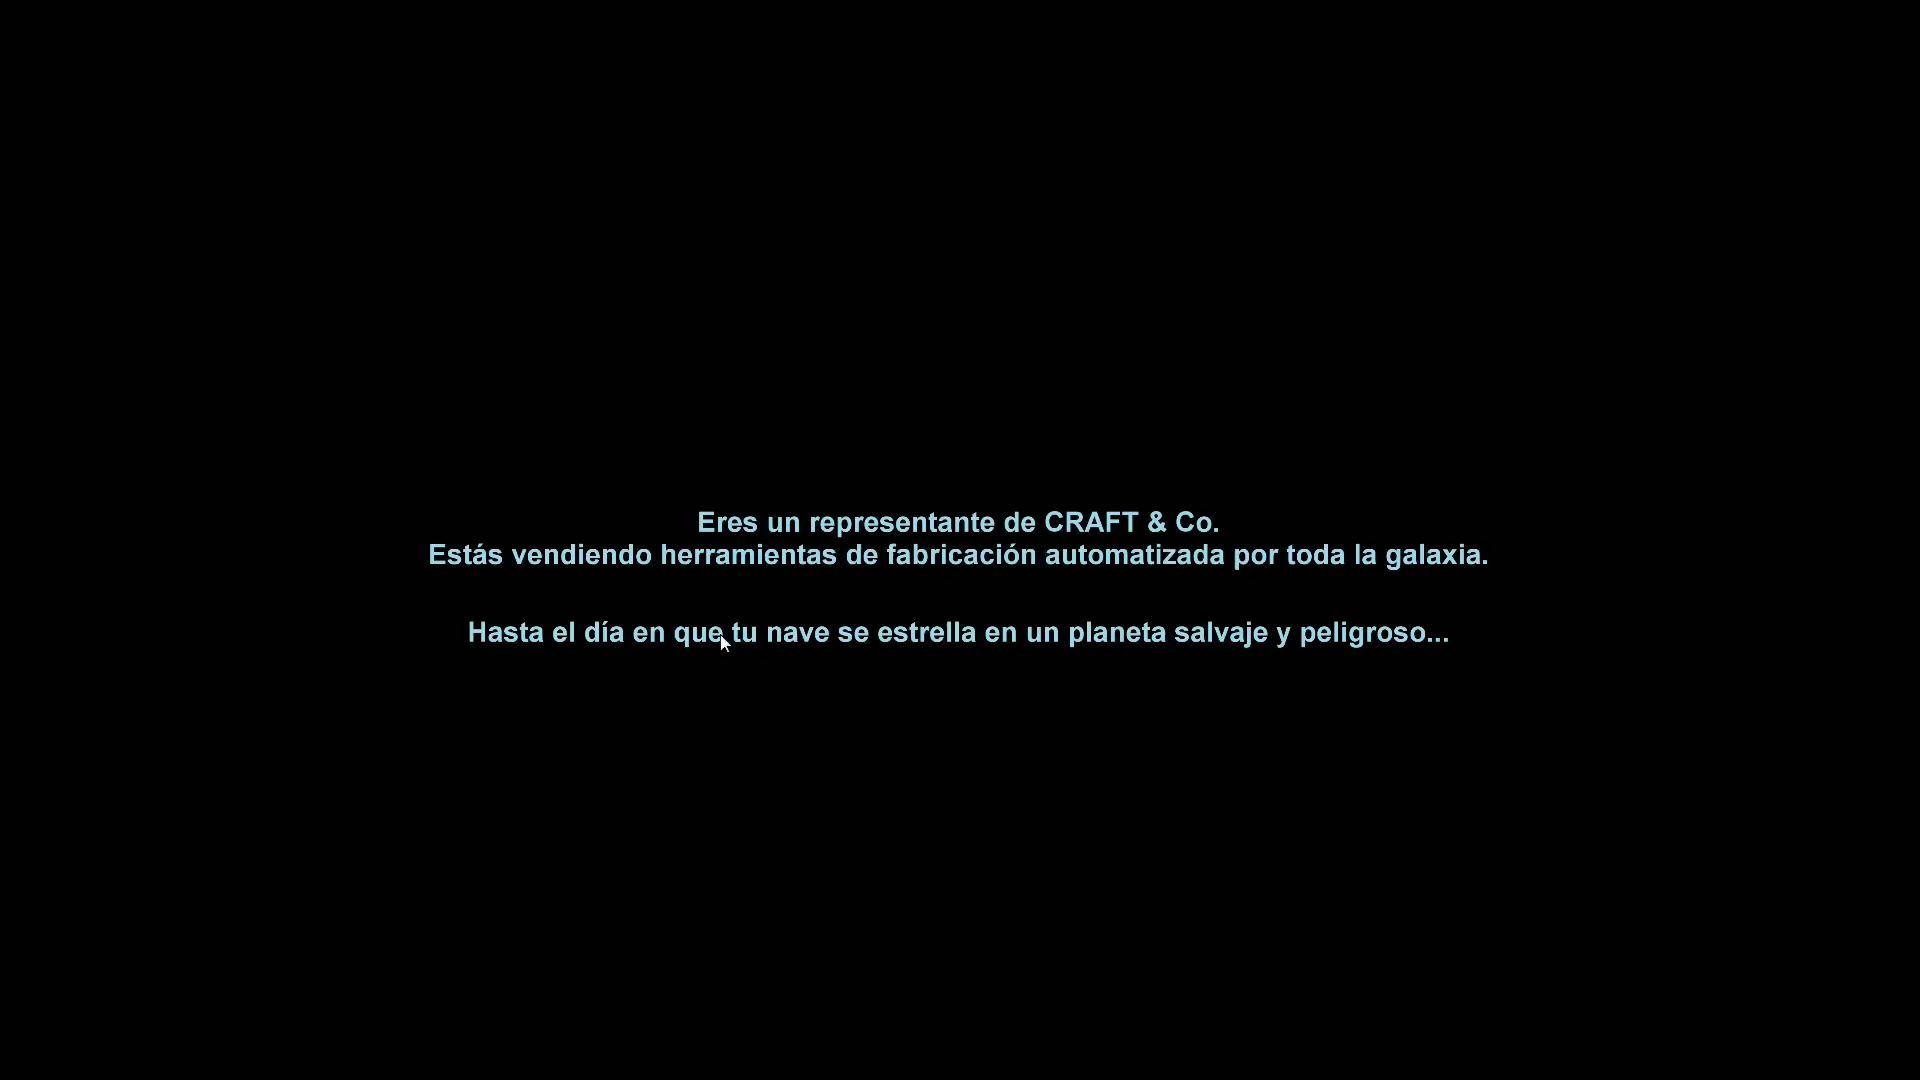 Eres un representante de CRAFT & Co.
Estás vendiendo herramientas de fabricación automatizada por toda la galaxia.
Hasta el día en que tu nave se estrella en un planeta salvaje y peligroso...